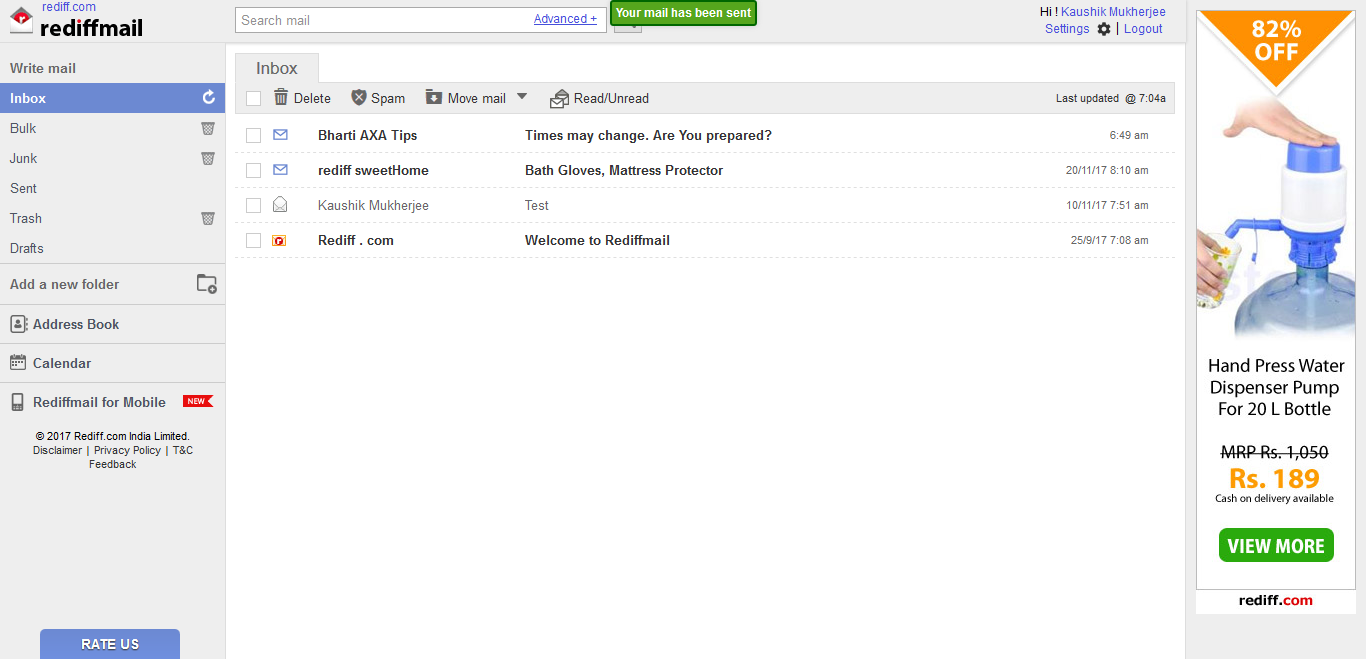 rediff.com
rediffmail
Search mail
Advanced +
Your mail has been sent
Hi ! Kaushik Mukherjee
Settings | Logout
Write mail
Inbox
Bulk
Junk
Sent
Trash
Drafts
Add a new folder
Address Book
Calendar
Rediffmail for Mobile NEW
© 2017 Rediff.com India Limited.
Disclaimer | Privacy Policy | T&C
Feedback
RATE US
Inbox
Delete Spam Move mail Read/Unread Last updated @ 7:04a
Bharti AXA Tips Times may change. Are You prepared? 6:49 am
rediff sweetHome Bath Gloves, Mattress Protector 20/11/17 8:10 am
Kaushik Mukherjee Test 10/11/17 7:51 am
Rediff . com Welcome to Rediffmail 25/9/17 7:08 am
82%
OFF
Hand Press Water
Dispenser Pump
For 20 L Bottle
MRP Rs. 1,050
Rs. 189
Cash on delivery available
VIEW MORE
rediff.com